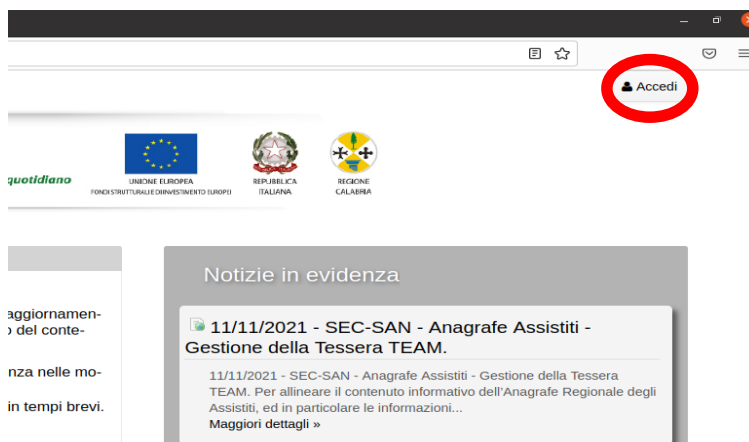 Accedi
quotidiano
UNIONE EUROPEA
FONDI STRUTTURALI E DI INVESTIMENTO EUROPEI
REPUBBLICA
ITALIANA
REGIONE
CALABRIA
aggiornamen-
o del conte-
nza nelle mo-
in tempi brevi.
Notizie in evidenza
11/11/2021 - SEC-SAN - Anagrafe Assistiti -
Gestione della Tessera TEAM.
11/11/2021 - SEC-SAN - Anagrafe Assistiti - Gestione della Tessera
TEAM. Per allineare il contenuto informativo dell'Anagrafe Regionale degli
Assistiti, ed in particolare le informazioni...
Maggiori dettagli »